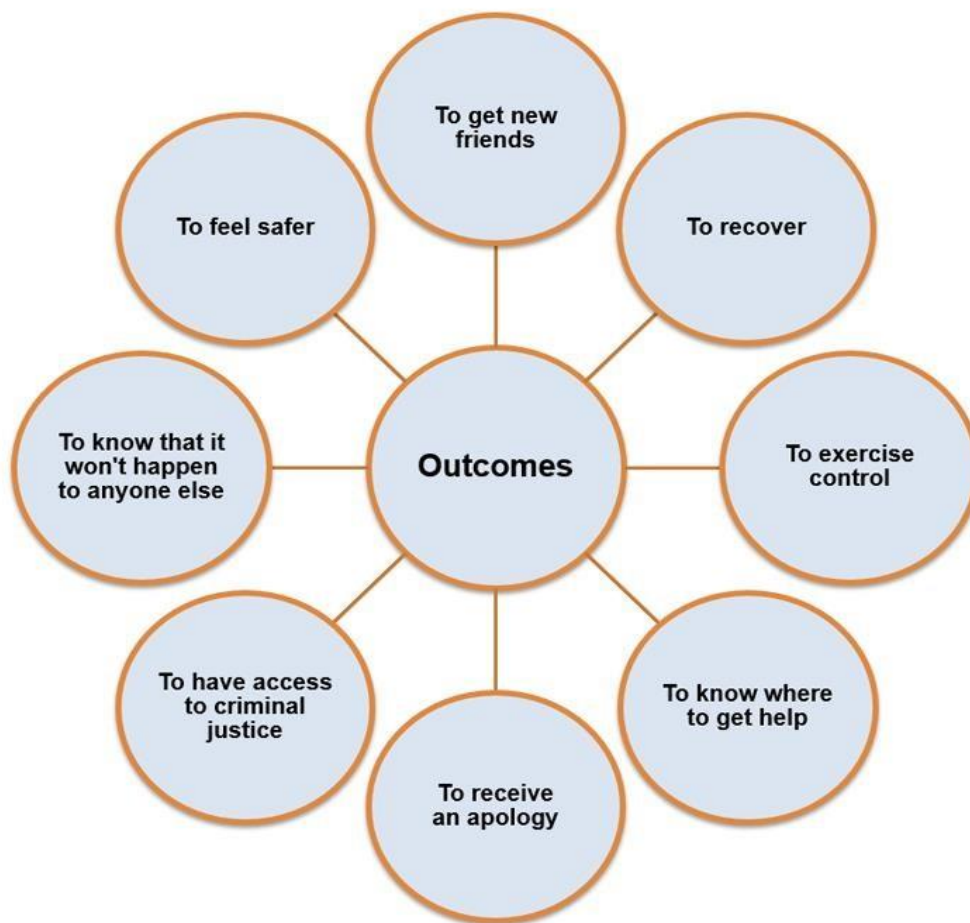 To get new
friends
To recover
To exercise
control
To know where
to get help
To receive
an apology
To have access
to criminal
justice
To know that it
won't happen
to anyone else
To feel safer
Outcomes